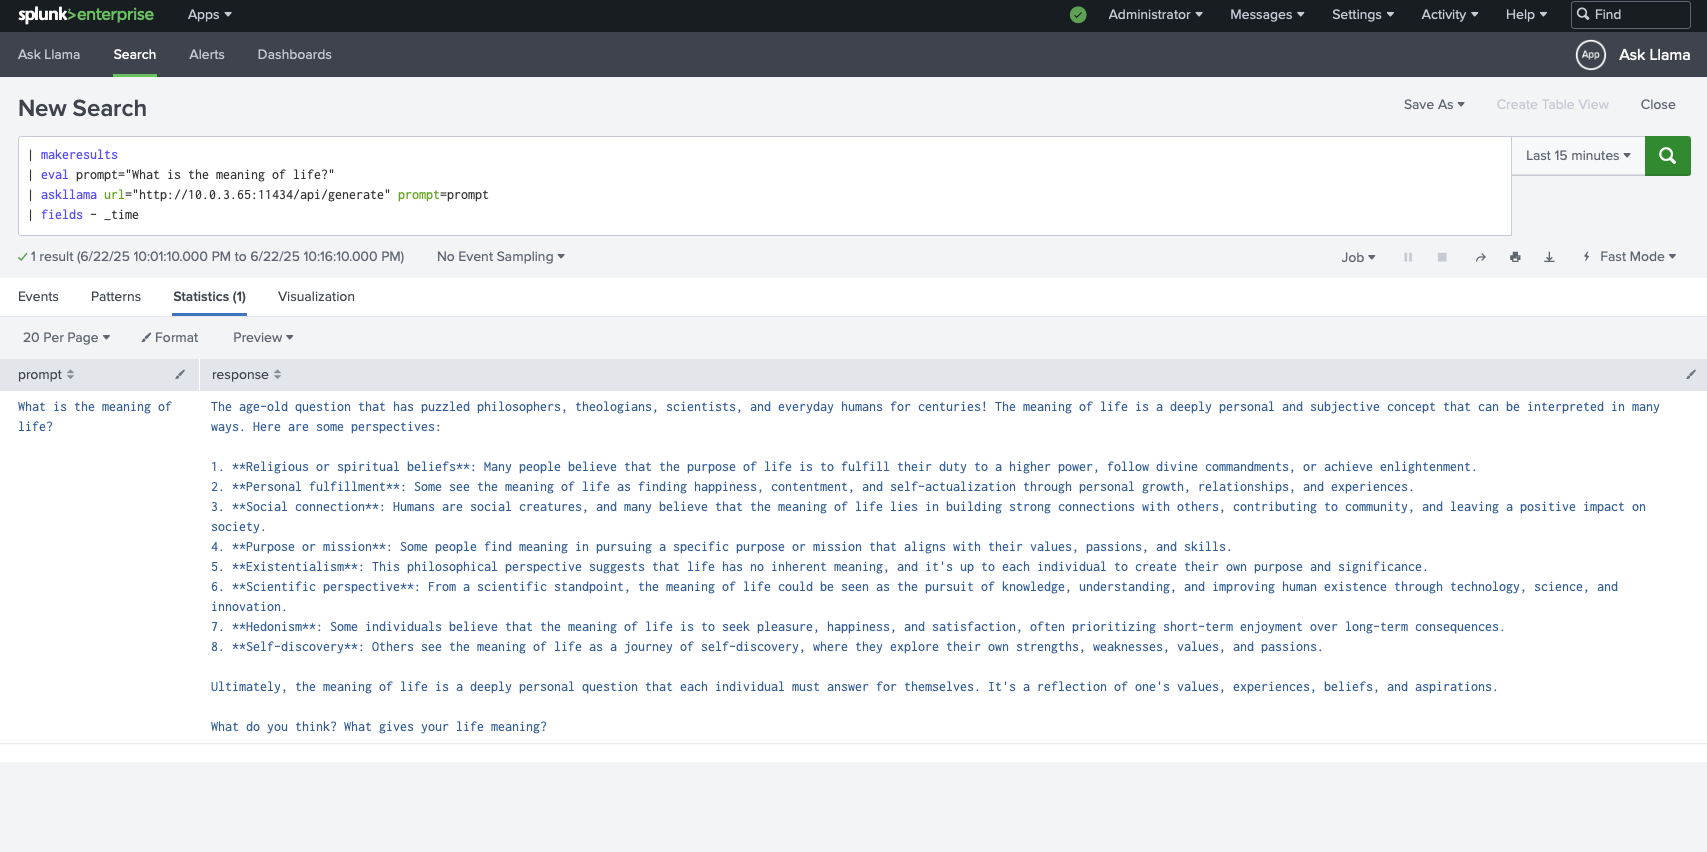 splunk>enterprise Apps Administrator Messages Settings Activity Help Find
Ask Llama Search Alerts Dashboards App Ask Llama
New Search Save As Create Table View Close
| makeresults
| eval prompt="What is the meaning of life?"
| askllama url="http://10.0.3.65:11434/api/generate" prompt=prompt
| fields - _time
Last 15 minutes
1 result (6/22/25 10:01:10.000 PM to 6/22/25 10:16:10.000 PM) No Event Sampling Job Fast Mode
Events Patterns Statistics (1) Visualization
20 Per Page Format Preview
prompt response
What is the meaning of
life?
The age-old question that has puzzled philosophers, theologians, scientists, and everyday humans for centuries! The meaning of life is a deeply personal and subjective concept that can be interpreted in many
ways. Here are some perspectives:
1. **Religious or spiritual beliefs**: Many people believe that the purpose of life is to fulfill their duty to a higher power, follow divine commandments, or achieve enlightenment.
2. **Personal fulfillment**: Some see the meaning of life as finding happiness, contentment, and self-actualization through personal growth, relationships, and experiences.
3. **Social connection**: Humans are social creatures, and many believe that the meaning of life lies in building strong connections with others, contributing to community, and leaving a positive impact on
society.
4. **Purpose or mission**: Some people find meaning in pursuing a specific purpose or mission that aligns with their values, passions, and skills.
5. **Existentialism**: This philosophical perspective suggests that life has no inherent meaning, and it's up to each individual to create their own purpose and significance.
6. **Scientific perspective**: From a scientific standpoint, the meaning of life could be seen as the pursuit of knowledge, understanding, and improving human existence through technology, science, and
innovation.
7. **Hedonism**: Some individuals believe that the meaning of life is to seek pleasure, happiness, and satisfaction, often prioritizing short-term enjoyment over long-term consequences.
8. **Self-discovery**: Others see the meaning of life as a journey of self-discovery, where they explore their own strengths, weaknesses, values, and passions.
Ultimately, the meaning of life is a deeply personal question that each individual must answer for themselves. It's a reflection of one's values, experiences, beliefs, and aspirations.
What do you think? What gives your life meaning?